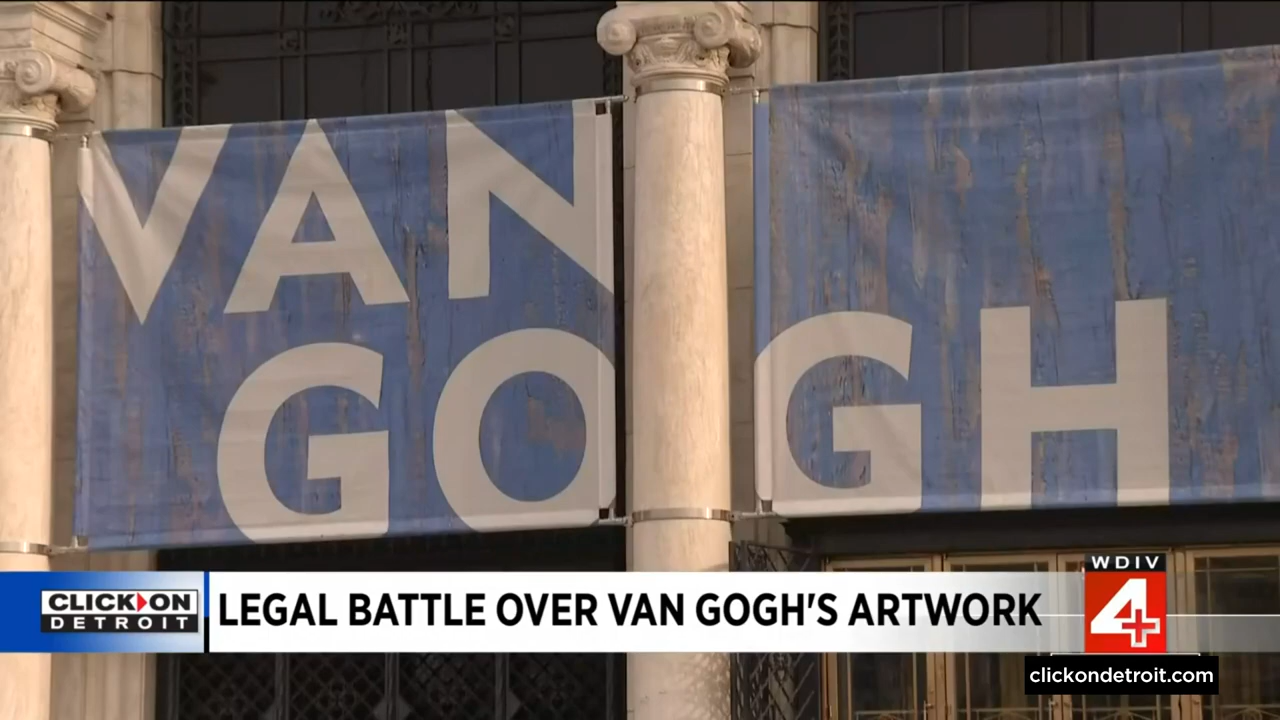 VAN
GOGH
WDIV
4
CLICK ON
DETROIT
LEGAL BATTLE OVER VAN GOGH'S ARTWORK
clickondetroit.com